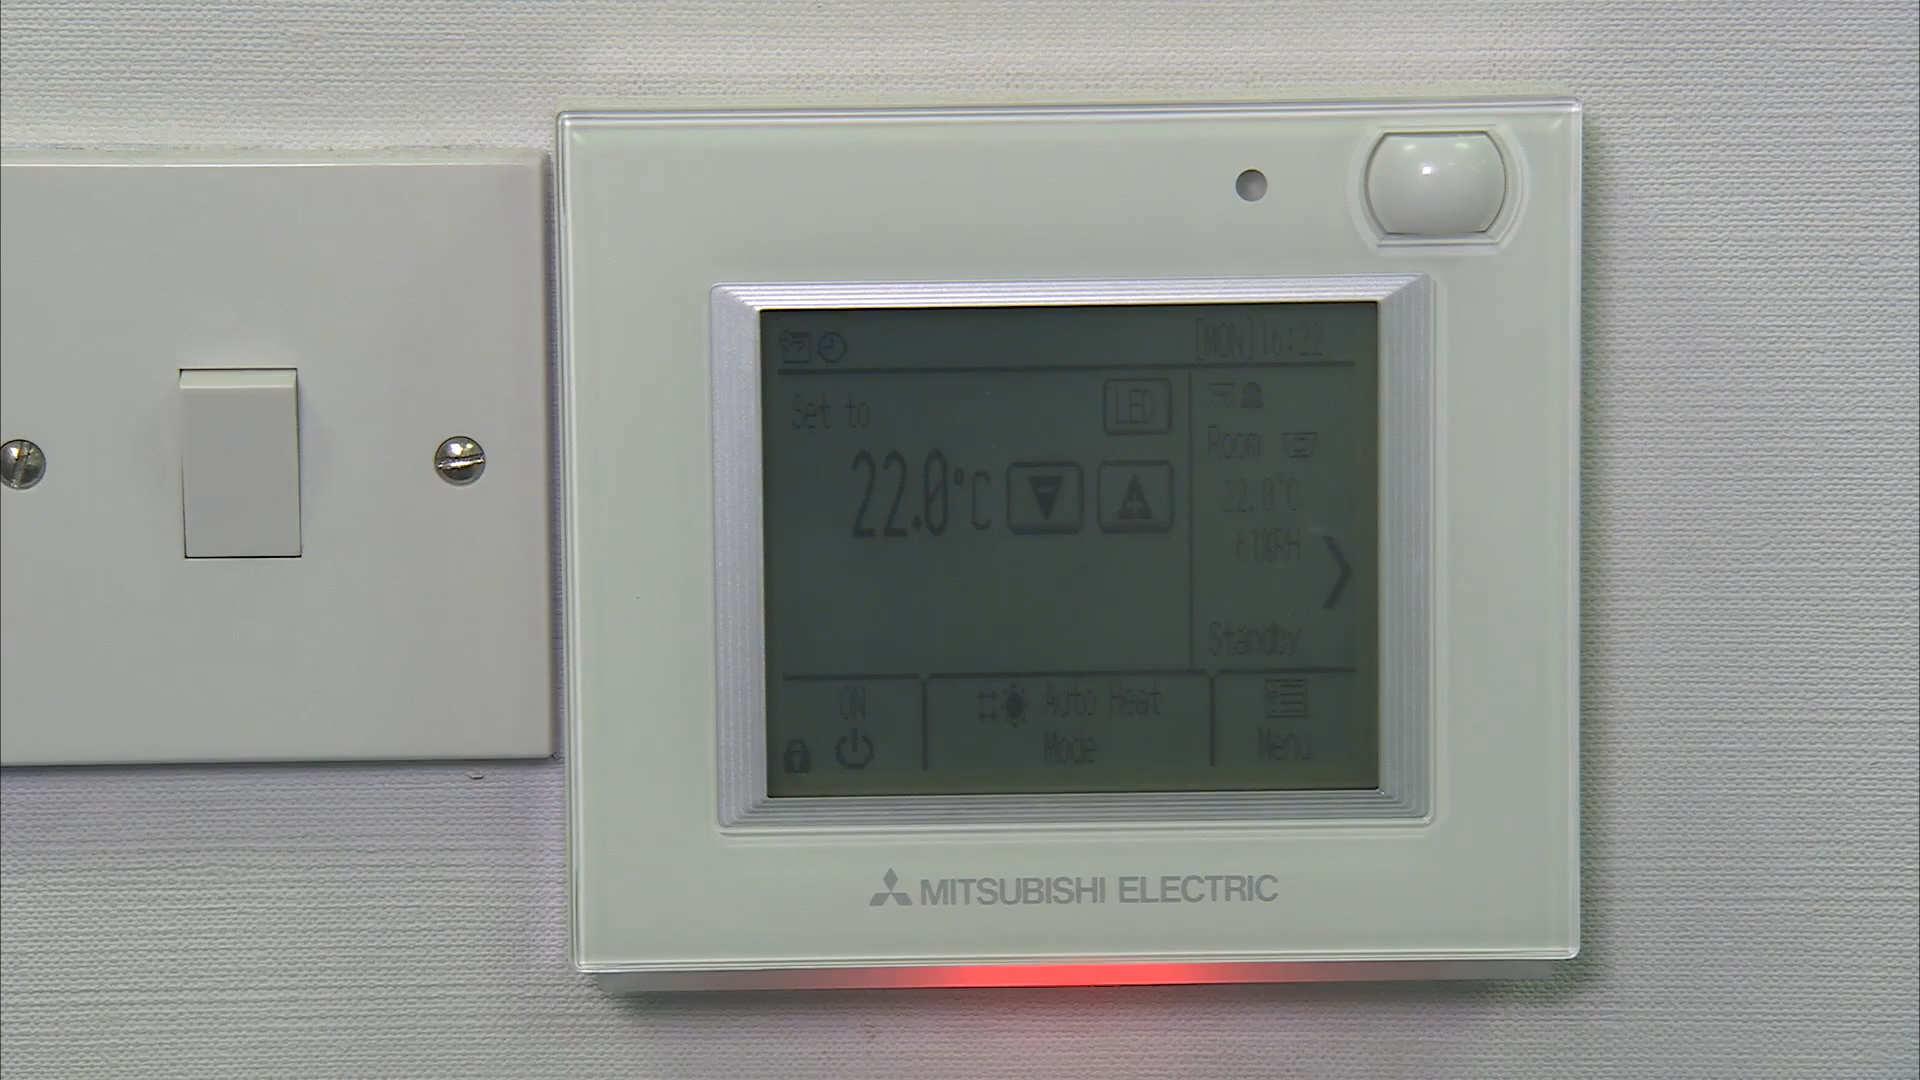 [MON]16:22
Set to
LED
22.0°C
Room
22.0°C
61%RH
Standby
ON
Auto Heat
Mode
Menu
MITSUBISHI ELECTRIC